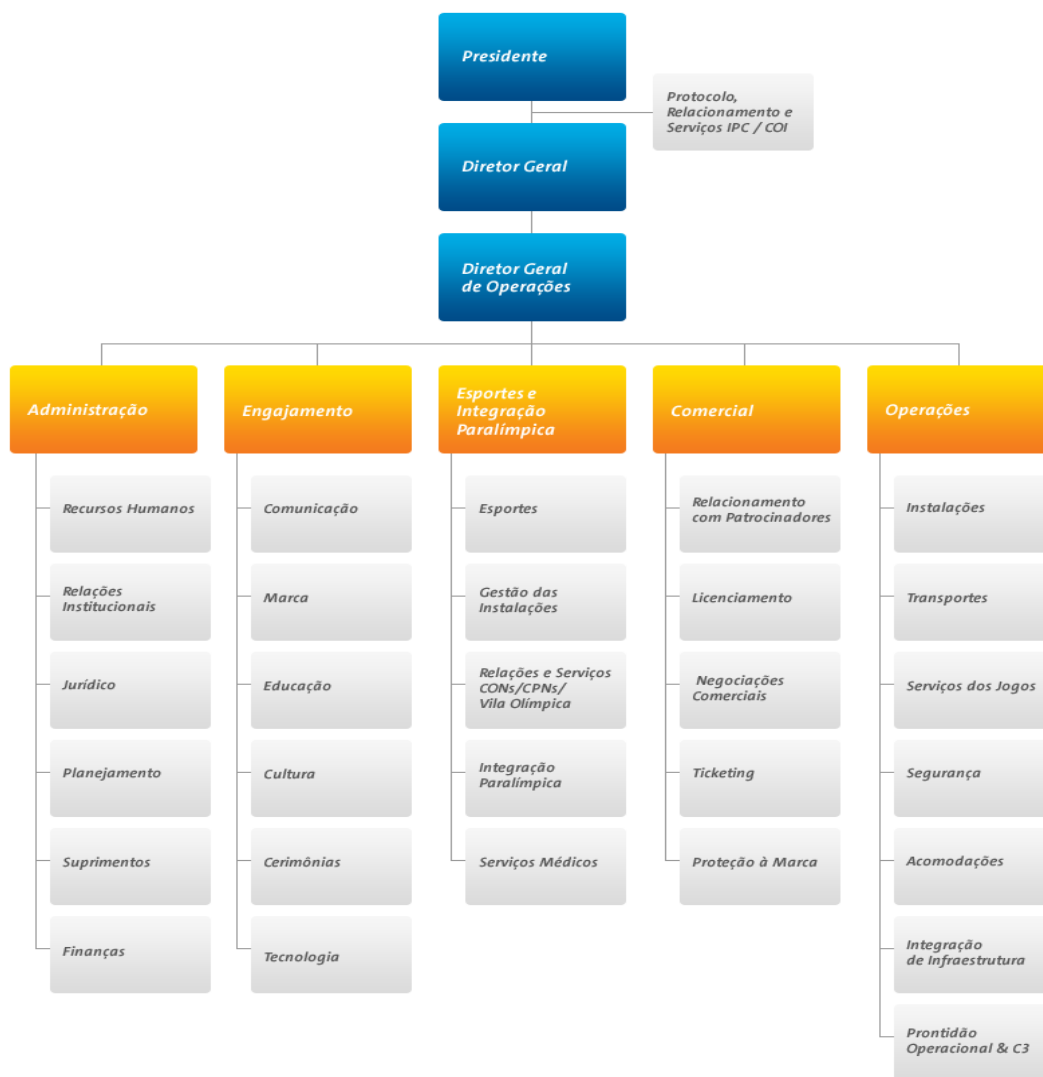 Presidente
Protocolo,
Relacionamento e
Serviços IPC / COI
Diretor Geral
Diretor Geral
de Operações
Administração
Engajamento
Esportes e
Integração
Paralímpica
Comercial
Operações
Recursos Humanos
Relações
Institucionais
Jurídico
Planejamento
Suprimentos
Finanças
Comunicação
Marca
Educação
Cultura
Cerimônias
Tecnologia
Esportes
Gestão das
Instalações
Relações e Serviços
CONs/CPNs/
Vila Olímpica
Integração
Paralímpica
Serviços Médicos
Relacionamento
com Patrocinadores
Licenciamento
Negociações
Comerciais
Ticketing
Proteção à Marca
Instalações
Transportes
Serviços dos Jogos
Segurança
Acomodações
Integração
de Infraestrutura
Prontidão
Operacional & C3